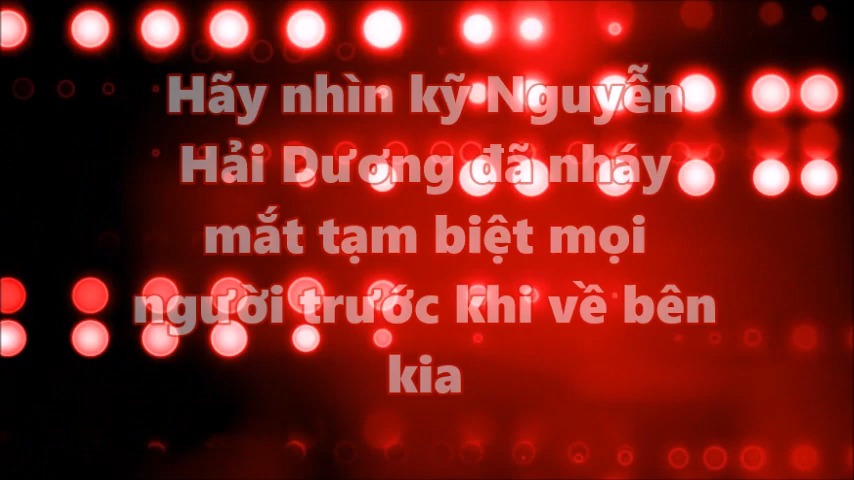 Hãy nhìn kỹ Nguyễn
Hải Dương đã nháy
mắt tạm biệt mọi
người trước khi về bên
kia